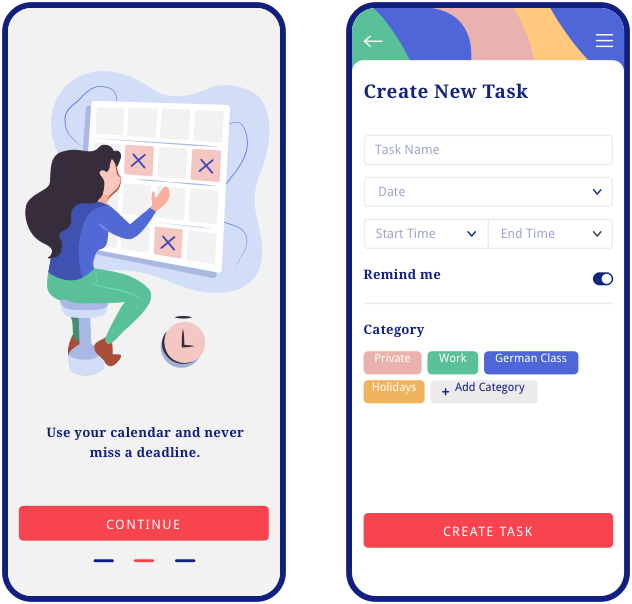 Use your calendar and never
miss a deadline.
CONTINUE
Create New Task
Task Name
Date
Start Time
End Time
Remind me
Category
Private
Work
German Class
Holidays
+ Add Category
CREATE TASK